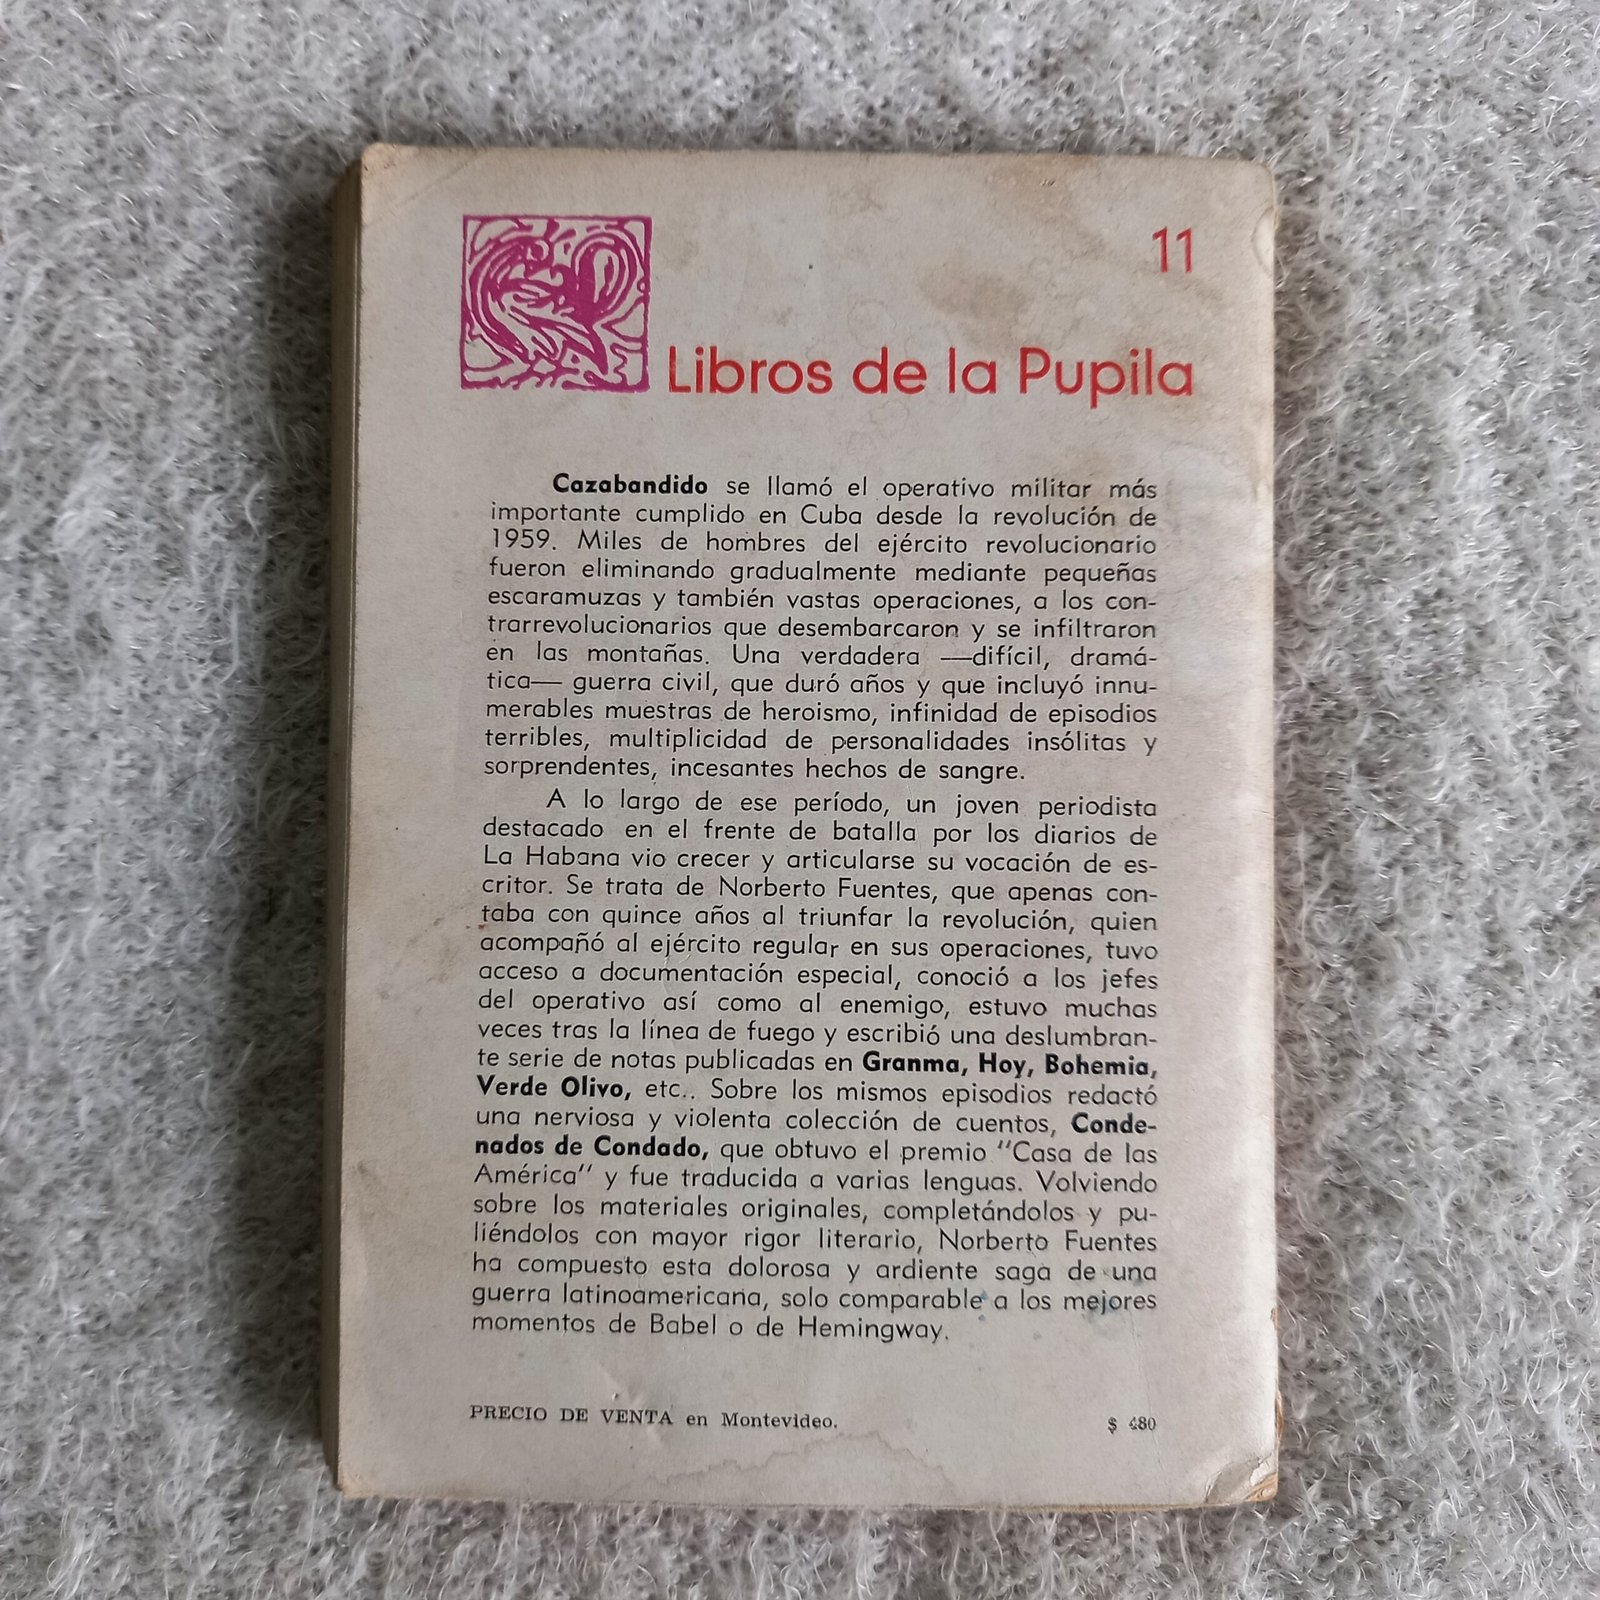 11
Libros de la Pupila
Cazabandido se llamó el operativo militar más
importante cumplido en Cuba desde la revolución de
1959. Miles de hombres del ejército revolucionario
fueron eliminando gradualmente mediante pequeñas
escaramuzas y también vastas operaciones, a los con-
trarrevolucionarios que desembarcaron y se infiltraron
en las montañas. Una verdadera —difícil, dramá-
tica— guerra civil, que duró años y que incluyó innu-
merables muestras de heroismo, infinidad de episodios
terribles, multiplicidad de personalidades insólitas y
sorprendentes, incesantes hechos de sangre.
A lo largo de ese período, un joven periodista
destacado en el frente de batalla por los diarios de
La Habana vio crecer y articularse su vocación de es-
critor. Se trata de Norberto Fuentes, que apenas con-
taba con quince años al triunfar la revolución, quien
acompañó al ejército regular en sus operaciones, tuvo
acceso a documentación especial, conoció a los jefes
del operativo así como al enemigo, estuvo muchas
veces tras la línea de fuego y escribió una deslumbran-
te serie de notas publicadas en Granma, Hoy, Bohemia,
Verde Olivo, etc.. Sobre los mismos episodios redactó
una nerviosa y violenta colección de cuentos, Conde-
nados de Condado, que obtuvo el premio "Casa de las
América" y fue traducida a varias lenguas. Volviendo
sobre los materiales originales, completándolos y pu-
liéndolos con mayor rigor literario, Norberto Fuentes
ha compuesto esta dolorosa y ardiente saga de una
guerra latinoamericana, solo comparable a los mejores
momentos de Babel o de Hemingway.
PRECIO DE VENTA en Montevideo. $ 480